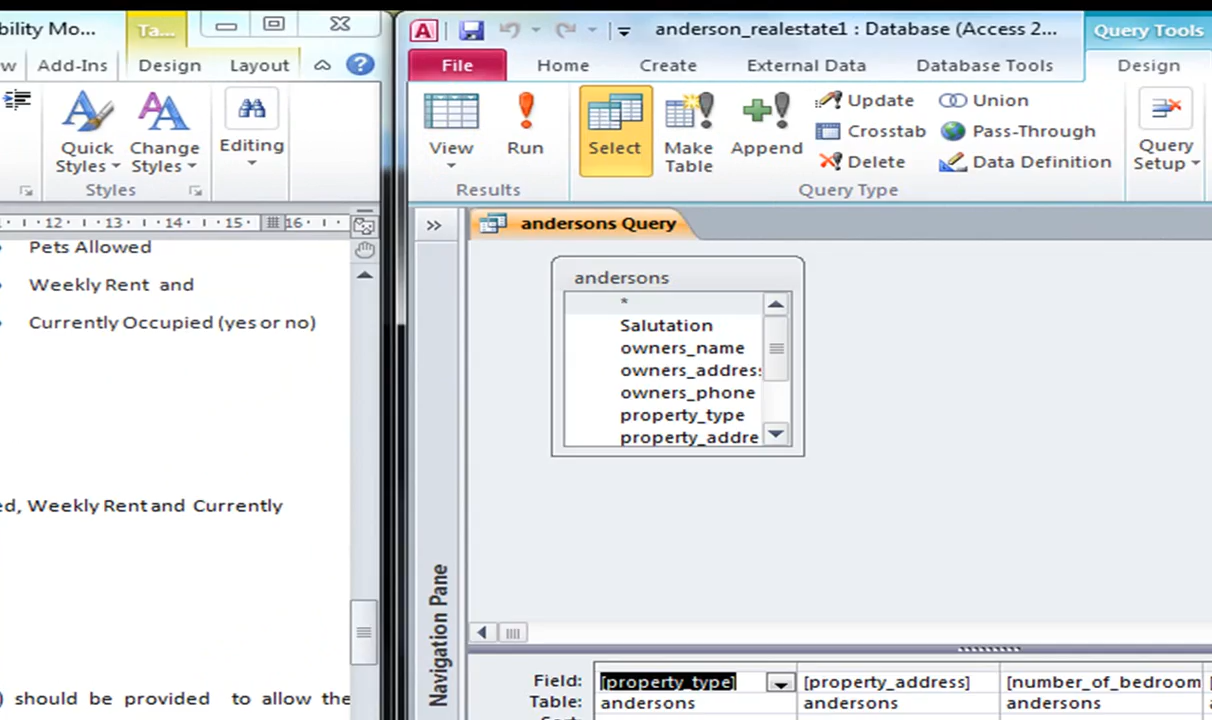 bility Mo...
Ta...
w Add-Ins Design Layout
Quick Styles
Change Styles
Editing
Styles
12 13 14 15 16
Pets Allowed
Weekly Rent and
Currently Occupied (yes or no)
ed, Weekly Rent and Currently
) should be provided to allow the
A
anderson_realestate1 : Database (Access 2...
Query Tools
File Home Create External Data Database Tools Design
View
Run
Select
Make Table
Append
Update
Crosstab
Delete
Union
Pass-Through
Data Definition
Query Setup
Results
Query Type
»
andersons Query
andersons
*
Salutation
owners_name
owners_address
owners_phone
property_type
property_addre
Navigation Pane
Field: [property_type] [property_address] [number_of_bedroom
Table: andersons andersons andersons